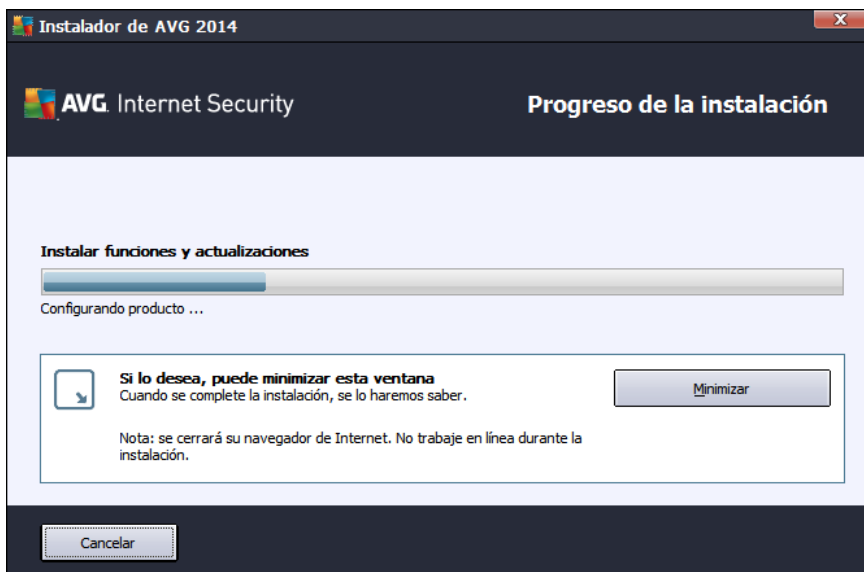 Instalador de AVG 2014
AVG. Internet Security
Progreso de la instalación
Instalar funciones y actualizaciones
Configurando producto ...
Si lo desea, puede minimizar esta ventana
Cuando se complete la instalación, se lo haremos saber.
Minimizar
Nota: se cerrará su navegador de Internet. No trabaje en línea durante la
instalación.
Cancelar